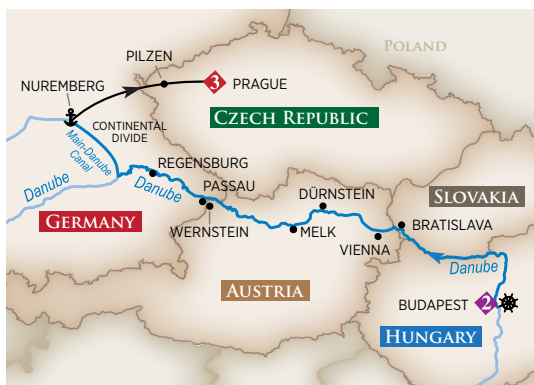 POLAND
PILZEN
NUREMBERG
3 PRAGUE
CONTINENTAL
DIVIDE
CZECH REPUBLIC
Main-Danube
Canal
REGENSBURG
Danube
Danube
PASSAU
DÜRNSTEIN
SLOVAKIA
GERMANY
WERNSTEIN
MELK
VIENNA
BRATISLAVA
Danube
AUSTRIA
BUDAPEST 2
HUNGARY